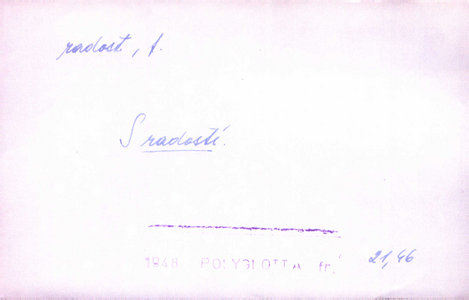 radost, f.
S radostí.
1948 POLYGLOTTA fr.
21,46